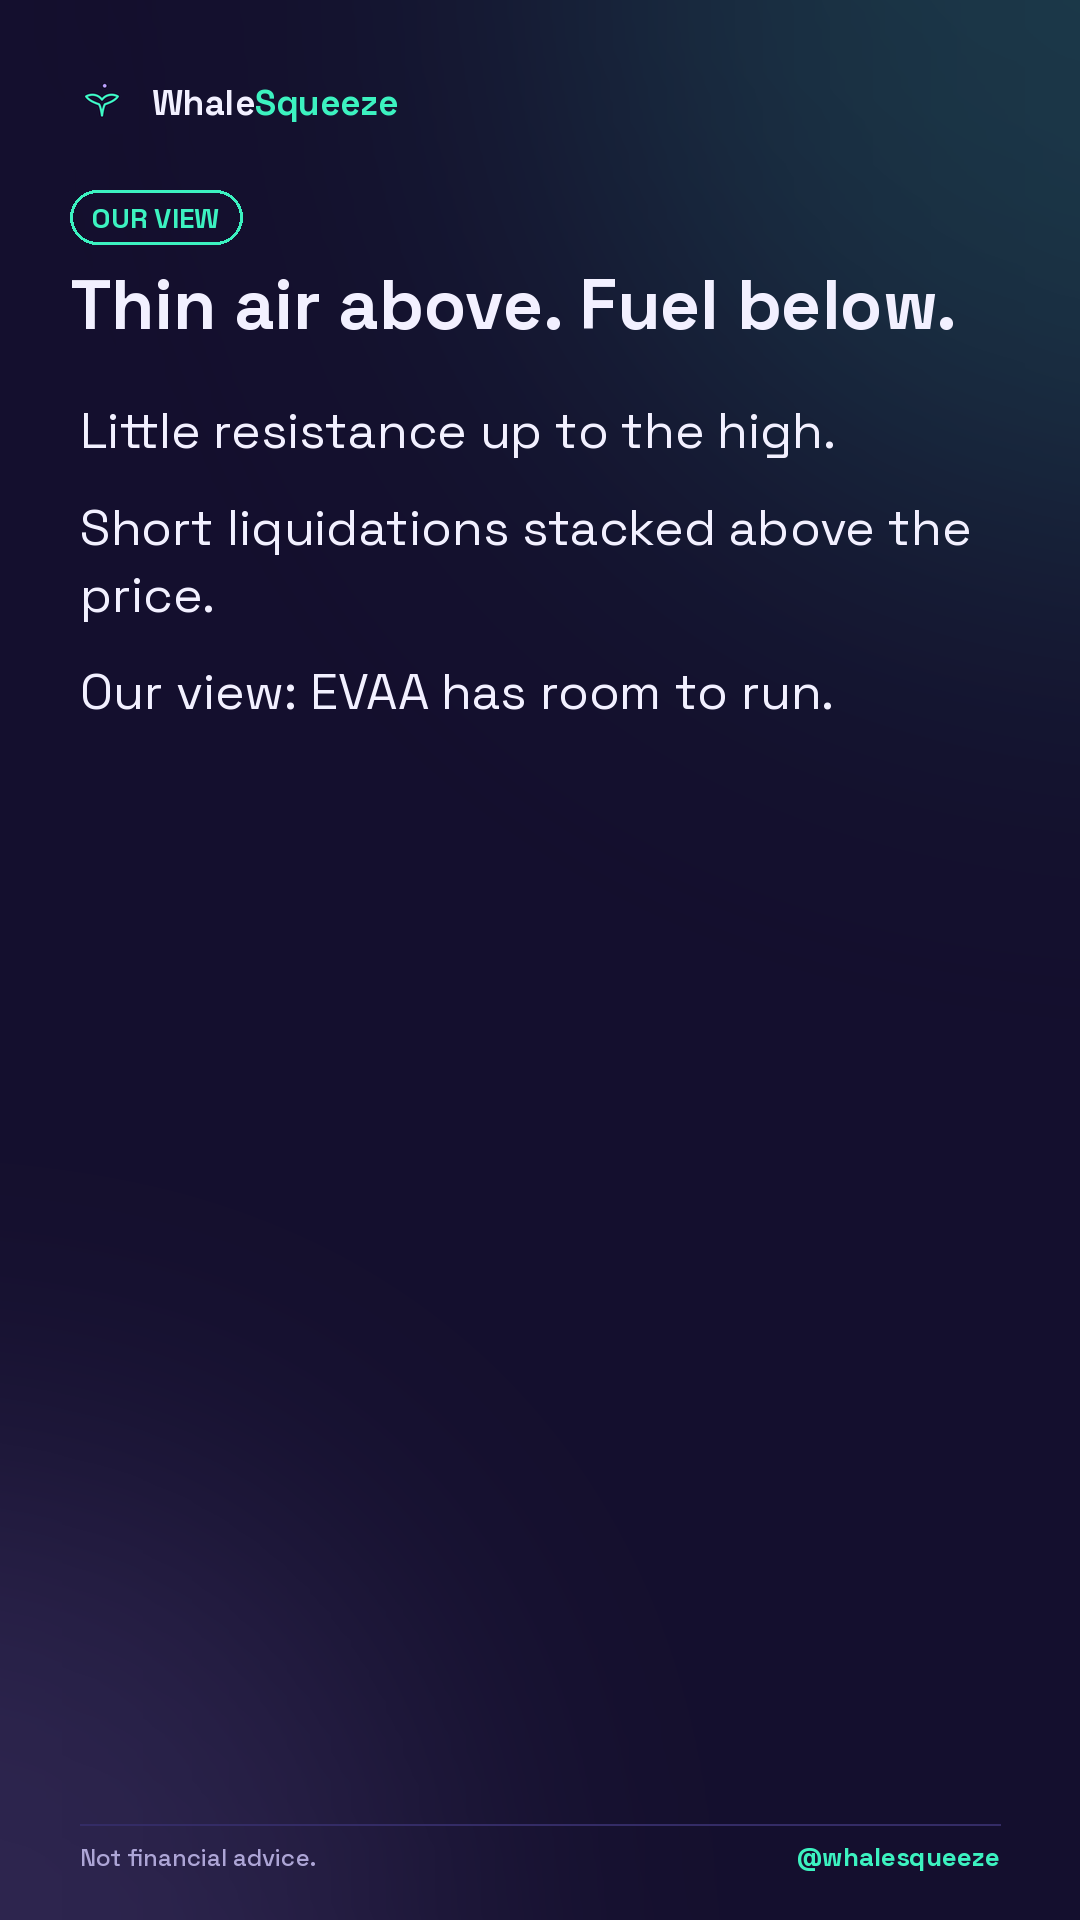 WhaleSqueeze
OUR VIEW
Thin air above. Fuel below.
Little resistance up to the high.
Short liquidations stacked above the
price.
Our view: EVAA has room to run.
Not financial advice.
@whalesqueeze